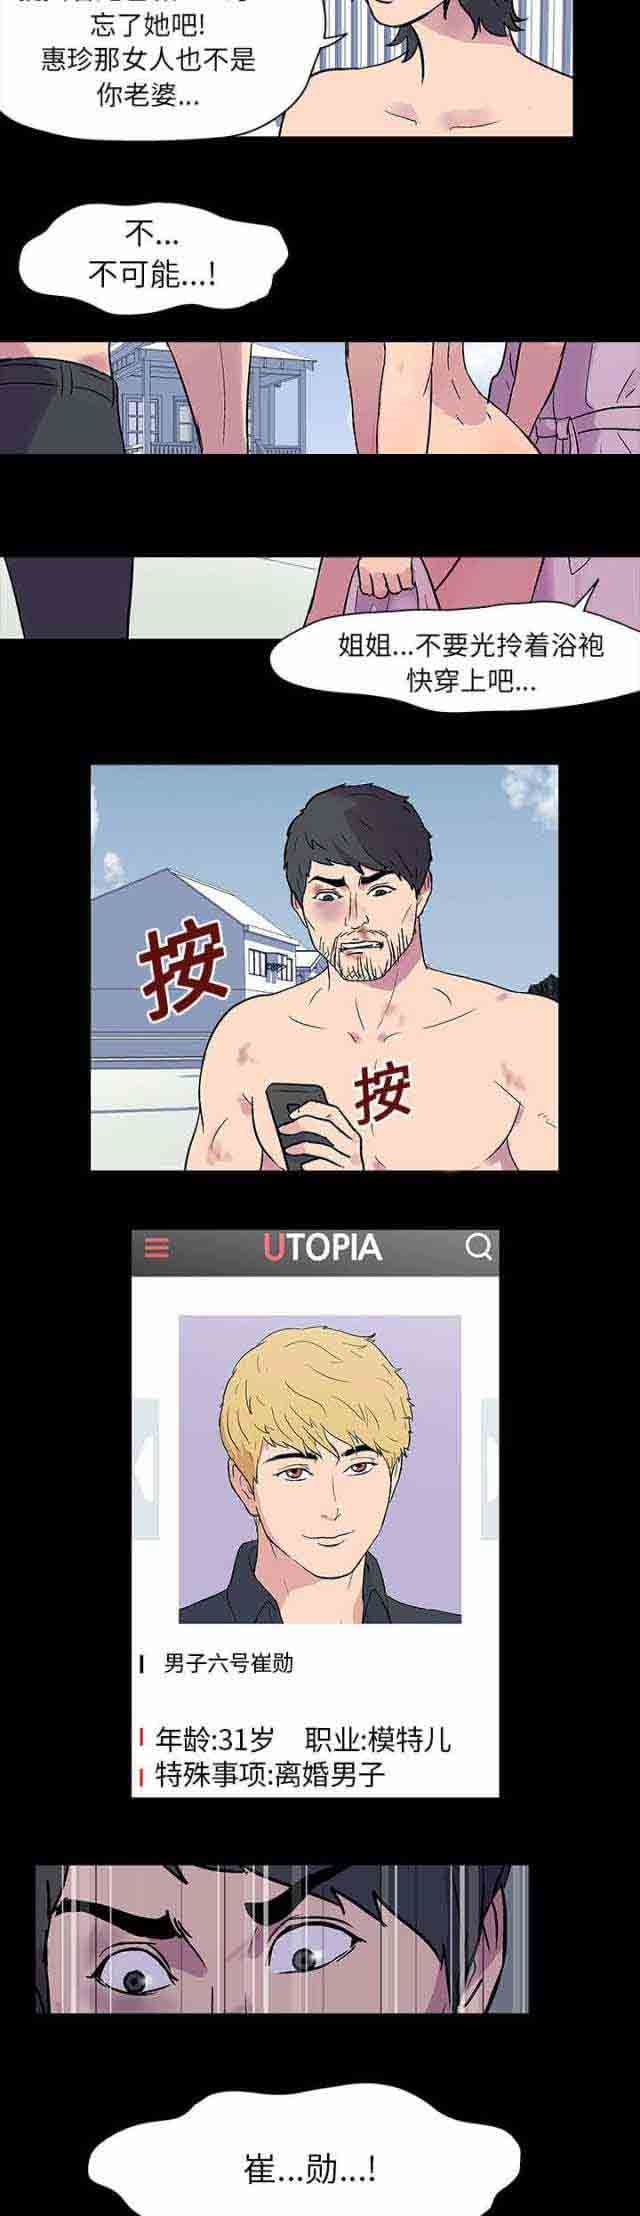 忘了她吧!
惠珍那女人也不是
你老婆...
不...
不可能...!
姐姐...不要光拎着浴袍
快穿上吧...
按
按
UTOPIA
男子六号崔勋
年龄:31岁 职业:模特儿
特殊事项:离婚男子
崔...勋...!